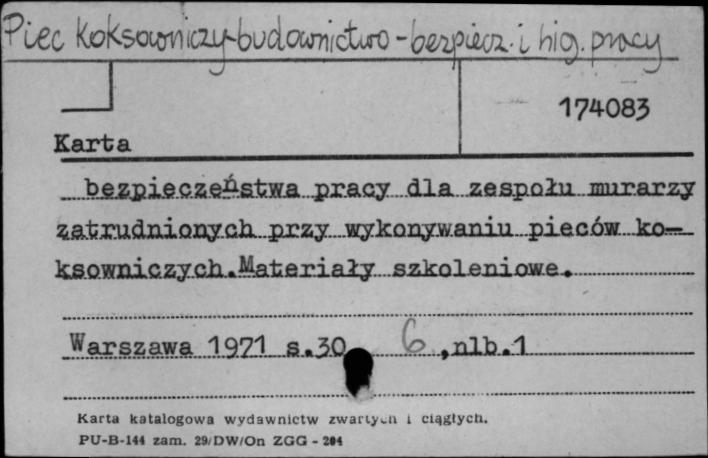 Piec koksowniczy-budownictwo-bezpiecz. i hig. pracy
174083
Karta
bezpieczeństwa pracy dla zespołu murarzy
zatrudnionych przy wykonywaniu pieców ko-
ksowniczych.Materiały szkoleniowe.
Warszawa 1971 s.30 6 ,nlb.1
Karta katalogowa wydawnictw zwartych i ciągłych.
PU-B-144 zam. 29/DW/On ZGG - 204